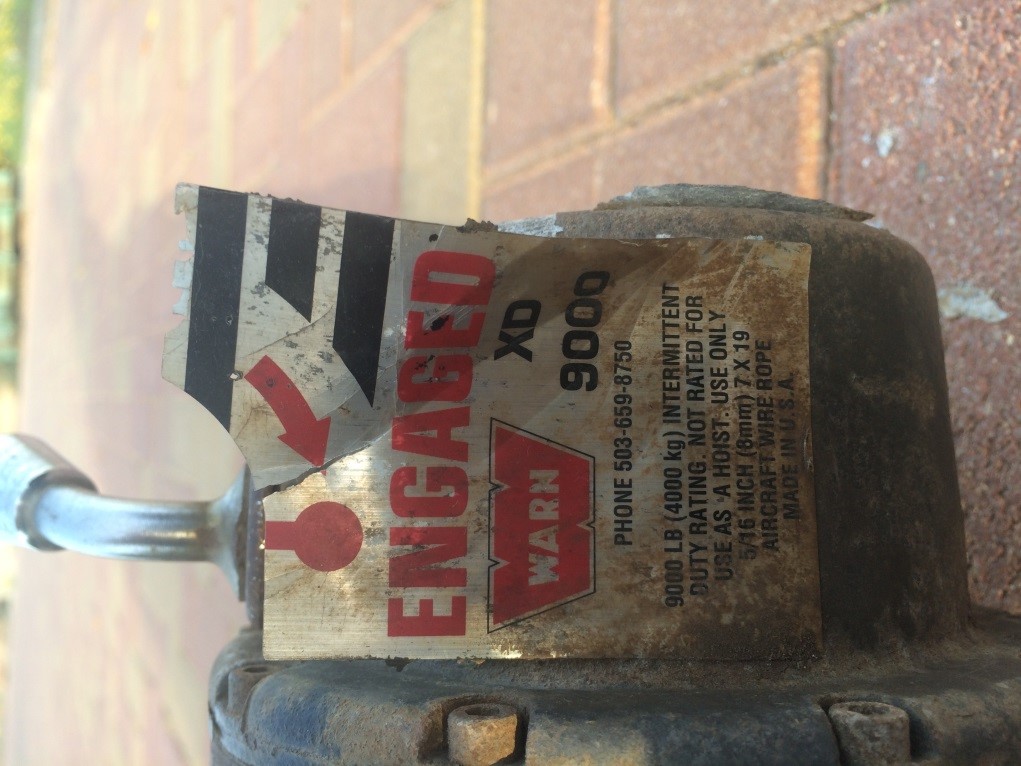 ENGAGED
XD
WARN
9000
PHONE 503-659-8750
9000 LB (4000 kg) INTERMITTENT
DUTY RATING. NOT RATED FOR
USE AS A HOIST. USE ONLY
5/16 INCH (8mm) 7 X 19
AIRCRAFT WIRE ROPE
MADE IN U.S.A.